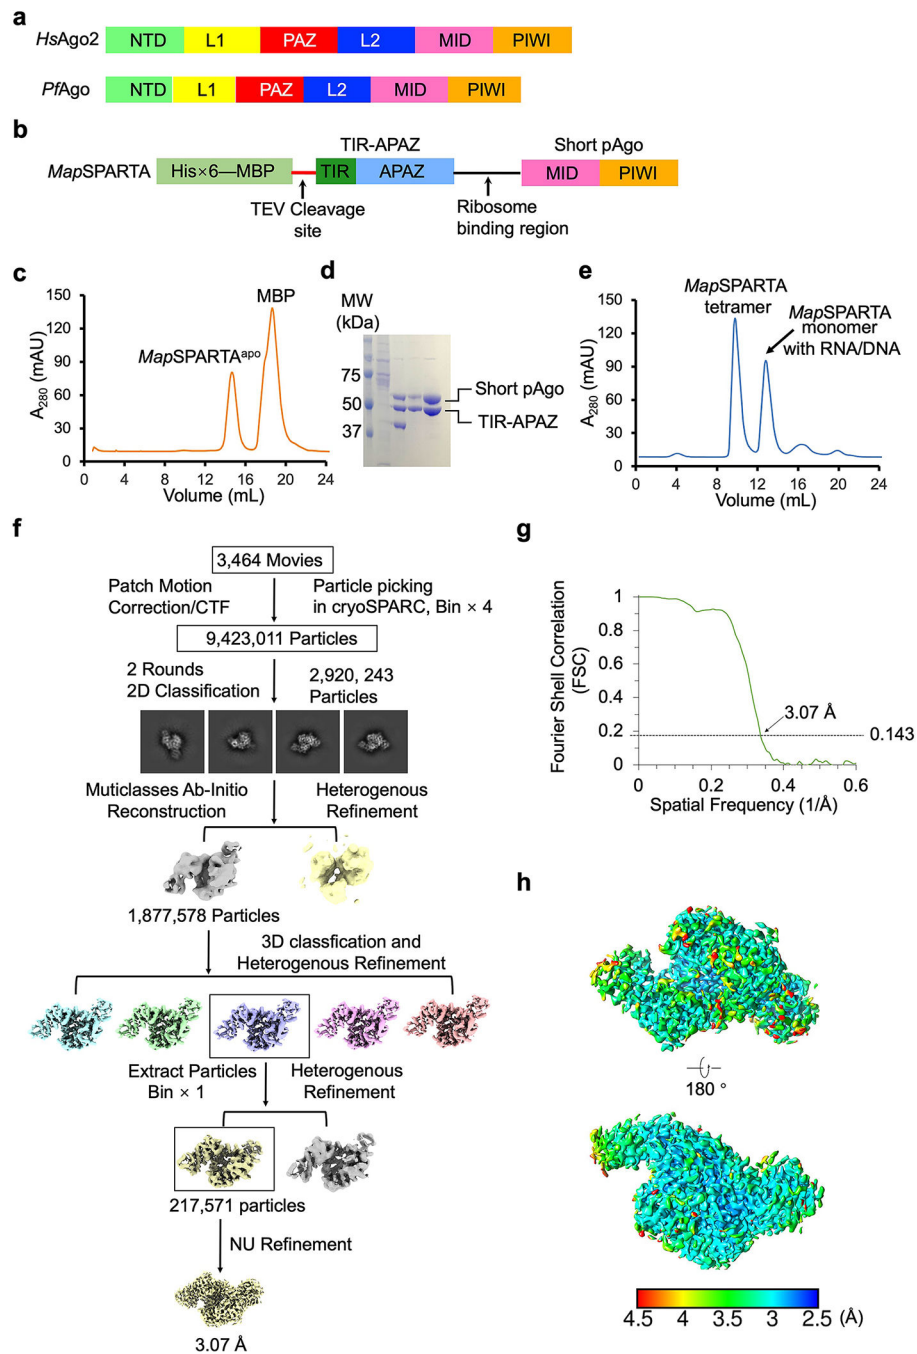 a
HsAgo2
NTD L1 PAZ L2 MID PIWI
PfAgo
NTD L1 PAZ L2 MID PIWI
b
TIR-APAZ Short pAgo
MapSPARTA
His×6—MBP TIR APAZ MID PIWI
TEV Cleavage
site
Ribosome
binding region
c
A280 (mAU)
150
120
90
60
30
0
0 4 8 12 16 20 24
Volume (mL)
MBP
MapSPARTAapo
d
MW
(kDa)
75
50
37
Short pAgo
TIR-APAZ
e
A280 (mAU)
150
120
90
60
30
0
0 4 8 12 16 20 24
Volume (mL)
MapSPARTA
tetramer
MapSPARTA
monomer
with RNA/DNA
f
3,464 Movies
Patch Motion
Correction/CTF
Particle picking
in cryoSPARC, Bin × 4
9,423,011 Particles
2 Rounds
2D Classification
2,920, 243
Particles
Muticlasses Ab-Initio
Reconstruction
Heterogenous
Refinement
1,877,578 Particles
3D classfication and
Heterogenous Refinement
Extract Particles
Bin × 1
Heterogenous
Refinement
217,571 particles
NU Refinement
3.07 Å
g
Fourier Shell Correlation
(FSC)
1
0.8
0.6
0.4
0.2
0
0 0.2 0.4 0.6
Spatial Frequency (1/Å)
3.07 Å
0.143
h
180 °
4.5 4 3.5 3 2.5 (Å)